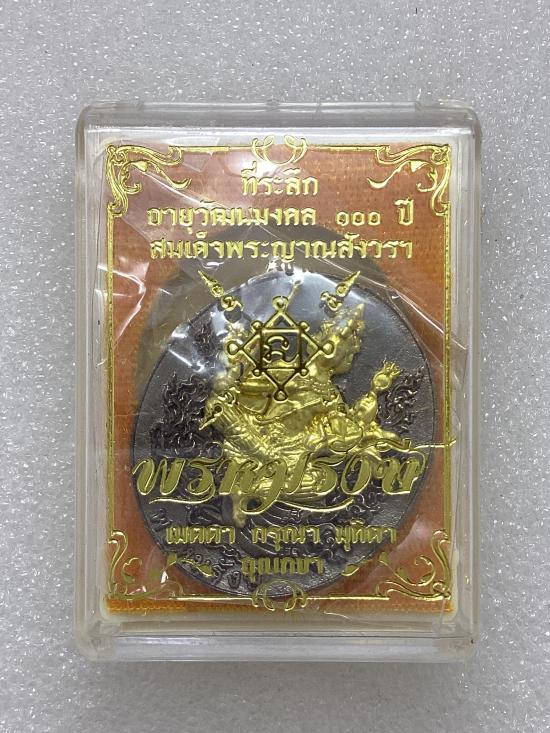 ที่ระลึก
อายุวัฒนมงคล ๑๐๐ ปี
สมเด็จพระญาณสังวรฯ
พรหมรังษี
เมตตา กรุณา มุทิตา
อุเบกขา